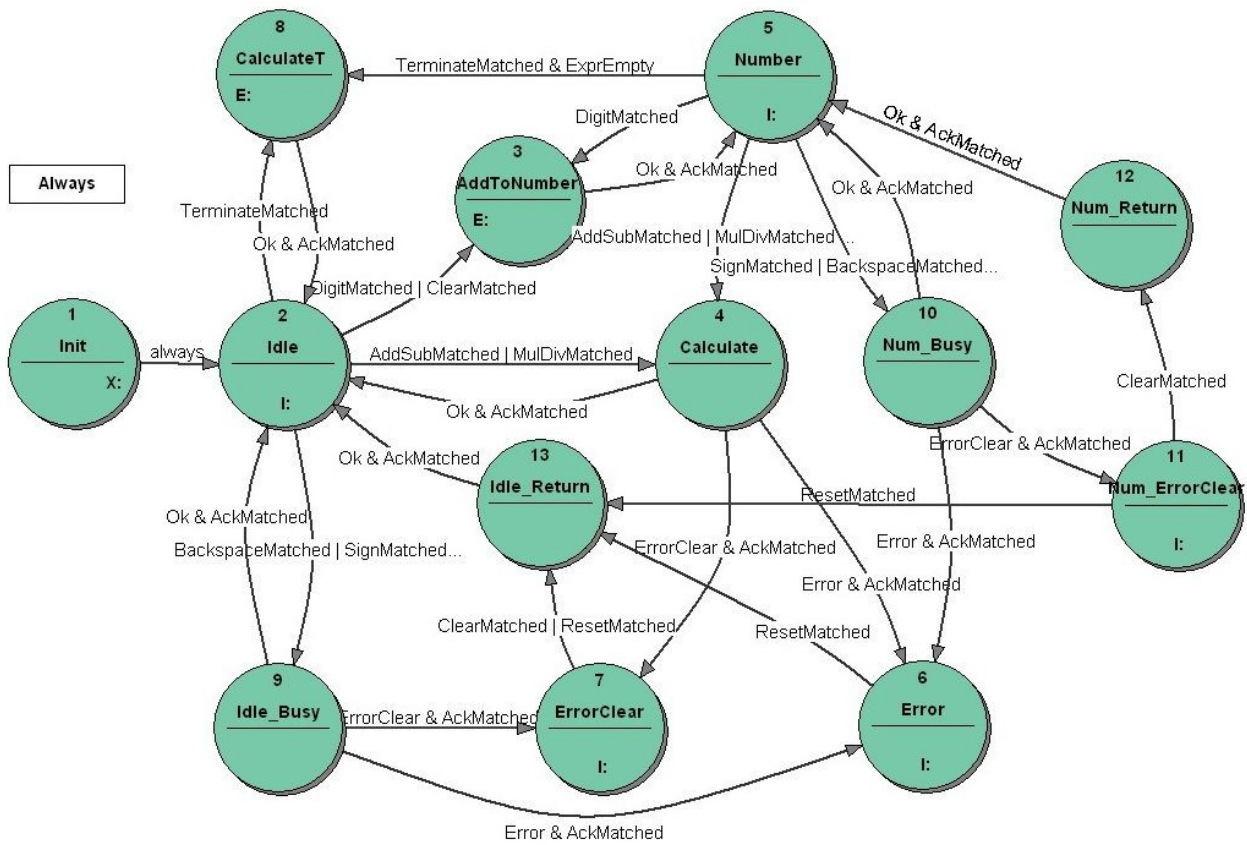 8
CalculateT
E:
5
Number
I:
TerminateMatched & ExprEmpty
DigitMatched
Ok & AckMatched
3
AddToNumber
E:
Ok & AckMatched
Ok & AckMatched
12
Num_Return
Always
TerminateMatched
Ok & AckMatched
AddSubMatched | MulDivMatched ...
SignMatched | BackspaceMatched...
DigitMatched | ClearMatched
1
Init
X:
always
2
Idle
I:
AddSubMatched | MulDivMatched
4
Calculate
10
Num_Busy
ClearMatched
Ok & AckMatched
Ok & AckMatched
ErrorClear & AckMatched
13
Idle_Return
11
Num_ErrorClear
I:
ResetMatched
Ok & AckMatched
BackspaceMatched | SignMatched...
ErrorClear & AckMatched
Error & AckMatched
Error & AckMatched
ClearMatched | ResetMatched
ResetMatched
9
Idle_Busy
ErrorClear & AckMatched
7
ErrorClear
I:
6
Error
I:
Error & AckMatched